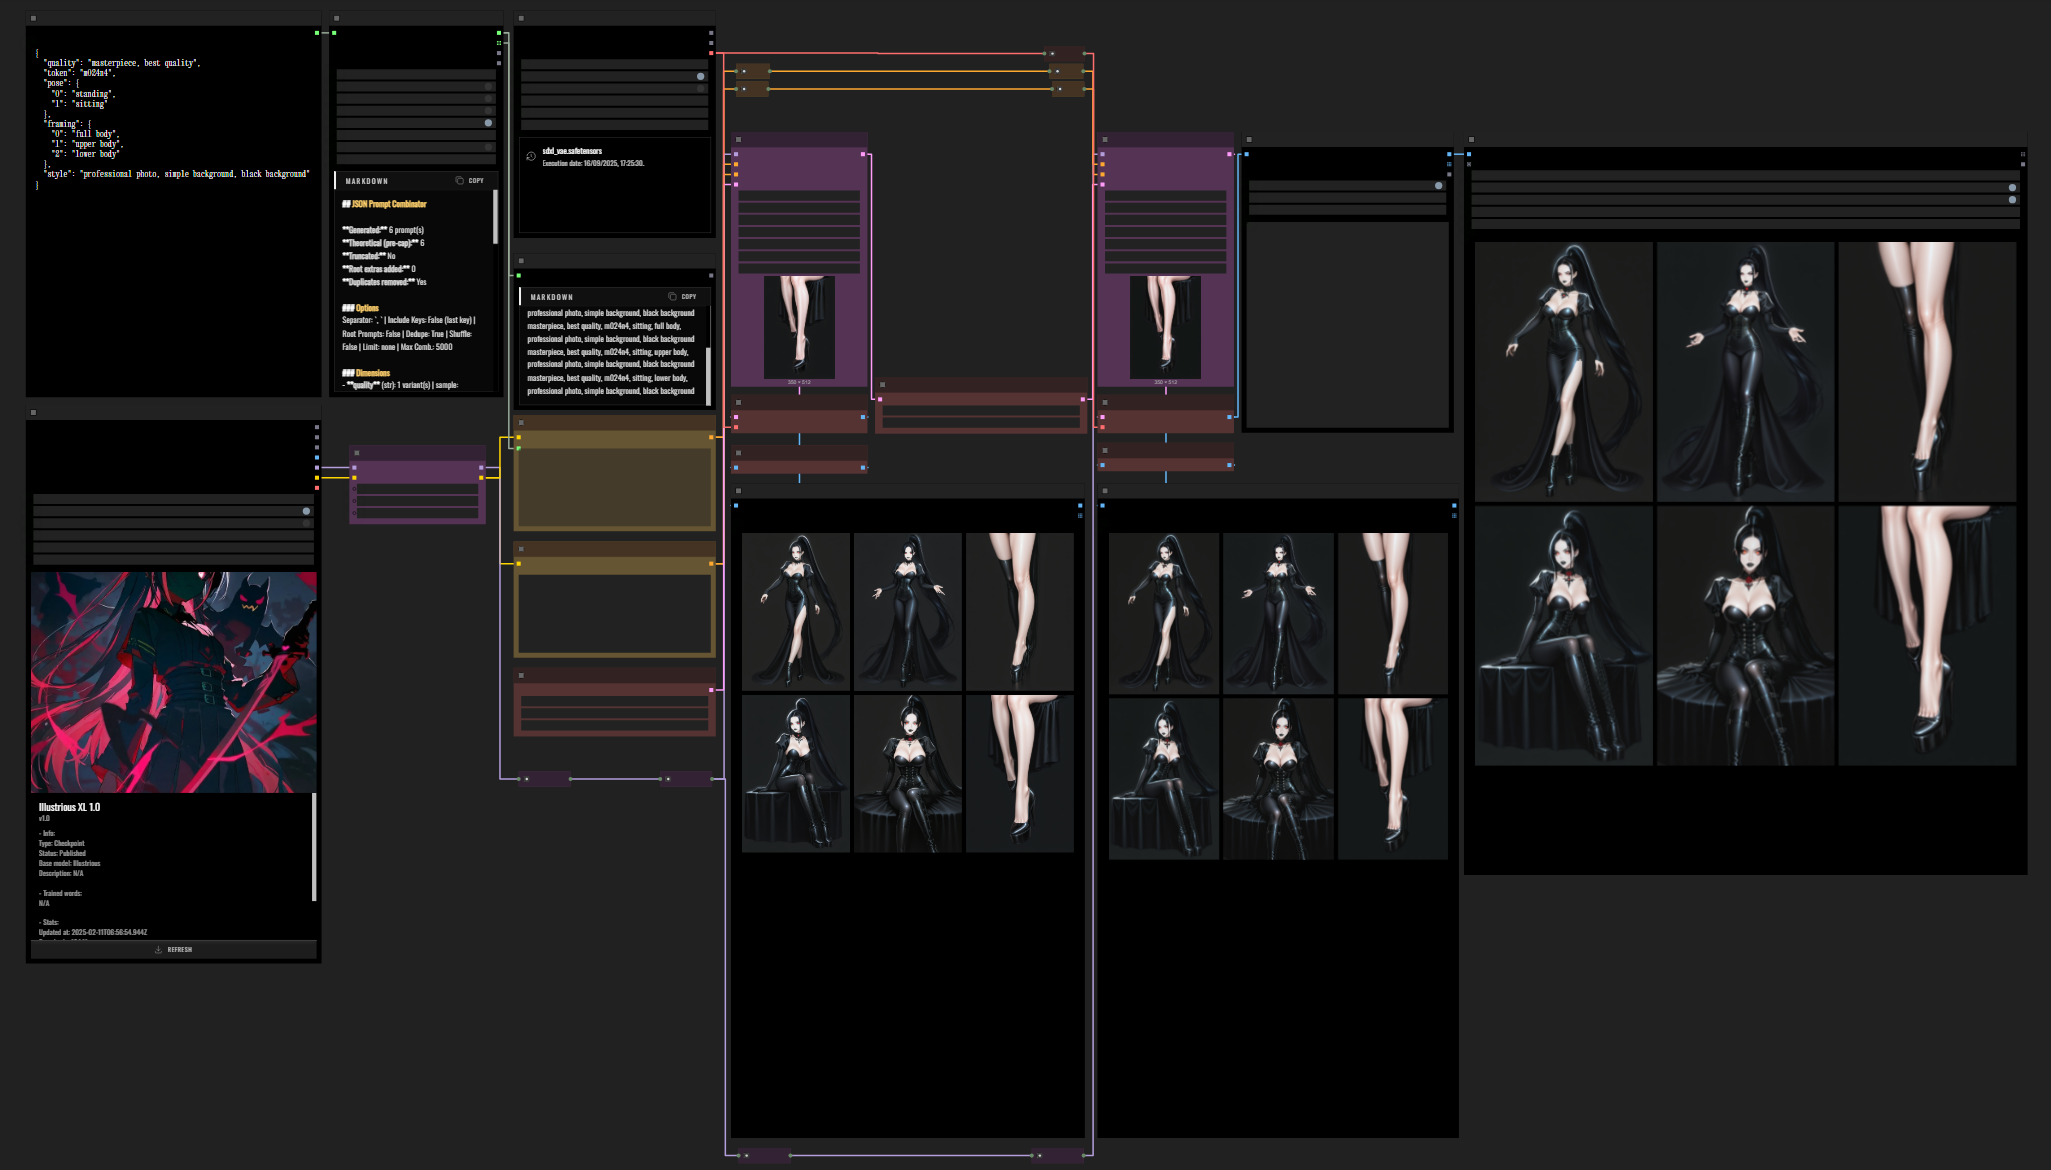 {
"quality": "masterpiece, best quality",
"token": "m024n4",
"pose": {
"0": "standing",
"1": "sitting"
},
"framing": {
"0": "full body",
"1": "upper body",
"2": "lower body"
},
"style": "professional photo, simple background, black background"
}
MARKDOWN COPY
## JSON Prompt Combinator
**Generated:** 6 prompt(s)
**Theoretical (pre-cap):** 6
**Truncated:** No
**Root extras added:** 0
**Duplicates removed:** Yes
### Options
Separator: `, ` | Include Keys: False (last key) |
Root Prompts: False | Dedupe: True | Shuffle:
False | Limit: none | Max Comb.: 5000
### Dimensions
- **quality** (str): 1 variant(s) | sample:
sdxl_vae.safetensors
Execution date: 16/09/2025, 17:25:30.
MARKDOWN COPY
professional photo, simple background, black background
masterpiece, best quality, m024n4, sitting, full body,
professional photo, simple background, black background
masterpiece, best quality, m024n4, sitting, upper body,
professional photo, simple background, black background
masterpiece, best quality, m024n4, sitting, lower body,
professional photo, simple background, black background
Illustrious XL 1.0
v1.0
- Info:
Type: Checkpoint
Status: Published
Base model: Illustrious
Description: N/A
- Trained words:
N/A
- Stats:
Updated at: 2025-02-11T06:56:54.944Z
REFRESH